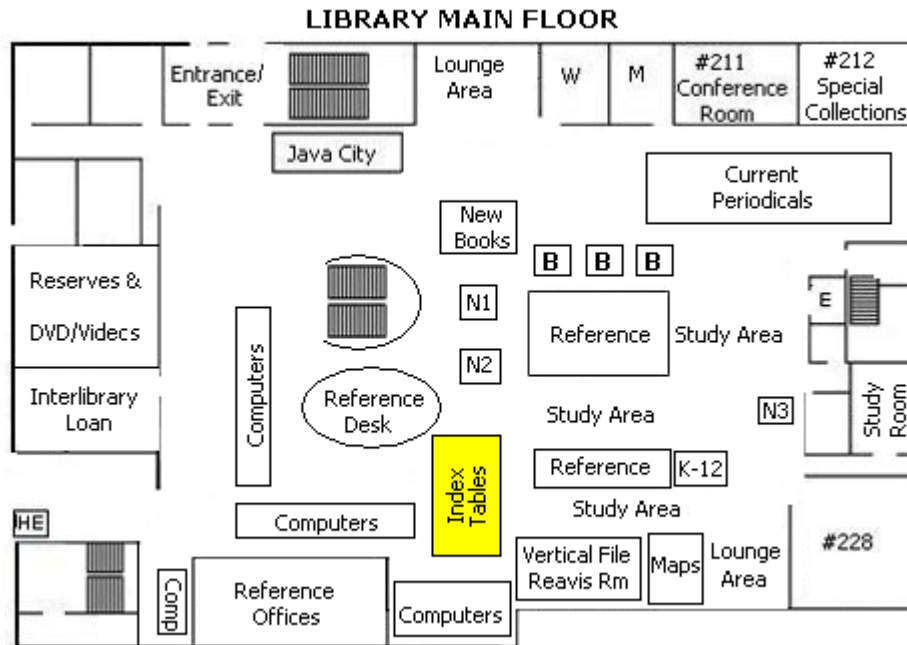 LIBRARY MAIN FLOOR
Entrance/
Exit
Lounge
Area
W
M
#211
Conference
Room
#212
Special
Collections
Java City
Current
Periodicals
New
Books
B
B
B
Reserves &
DVD/Videcs
N1
E
Reference
Study Area
N2
Interlibrary
Loan
Computers
Reference
Desk
Study Area
N3
Study
Room
Index
Tables
Reference
K-12
HE
Computers
Study Area
#228
Vertical File
Reavis Rm
Maps
Lounge
Area
Comp
Reference
Offices
Computers